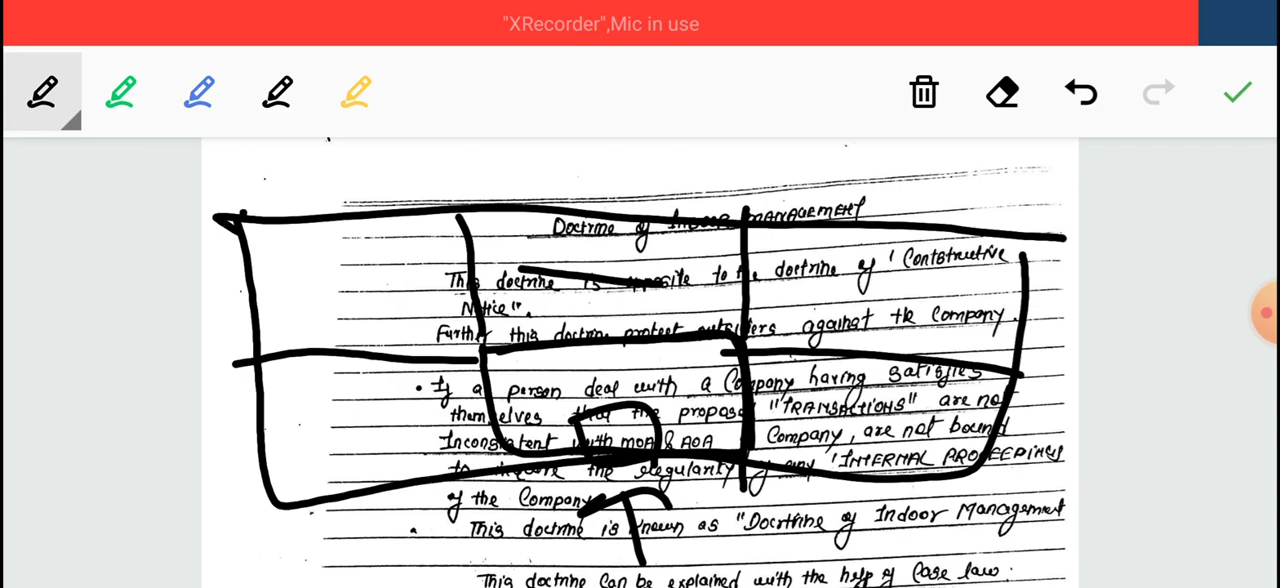 "XRecorder",Mic in use
Doctrine of Indoor MANAGEMENT
This doctrine is opposite to the doctrine of 'Contstructive
Notice".
Further this doctrine protect outsiders against the Company.
• If a person deal with a Company having satisfies
themselves that the propose "TRANSACTIONS" are not
Inconsistent with MOA & AOA Company, are not bound
to inquire the regularity of any 'INTERNAL PROCEEDINGS
of the Company
• This doctrine is known as "Docrtrine of Indoor Management
This doctrine can be explained with the help of Case law.